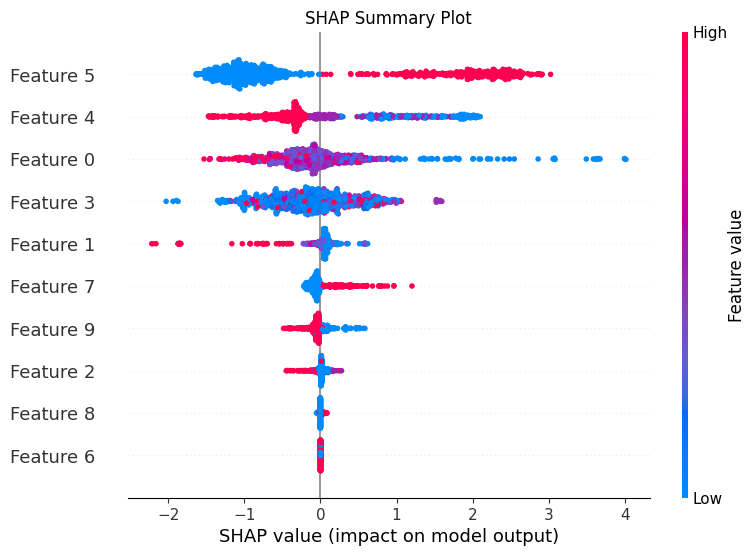 SHAP Summary Plot
High
Feature 5
Feature 4
Feature 0
Feature 3
Feature 1
Feature 7
Feature 9
Feature 2
Feature 8
Feature 6
Feature value
Low
−2 −1 0 1 2 3 4
SHAP value (impact on model output)